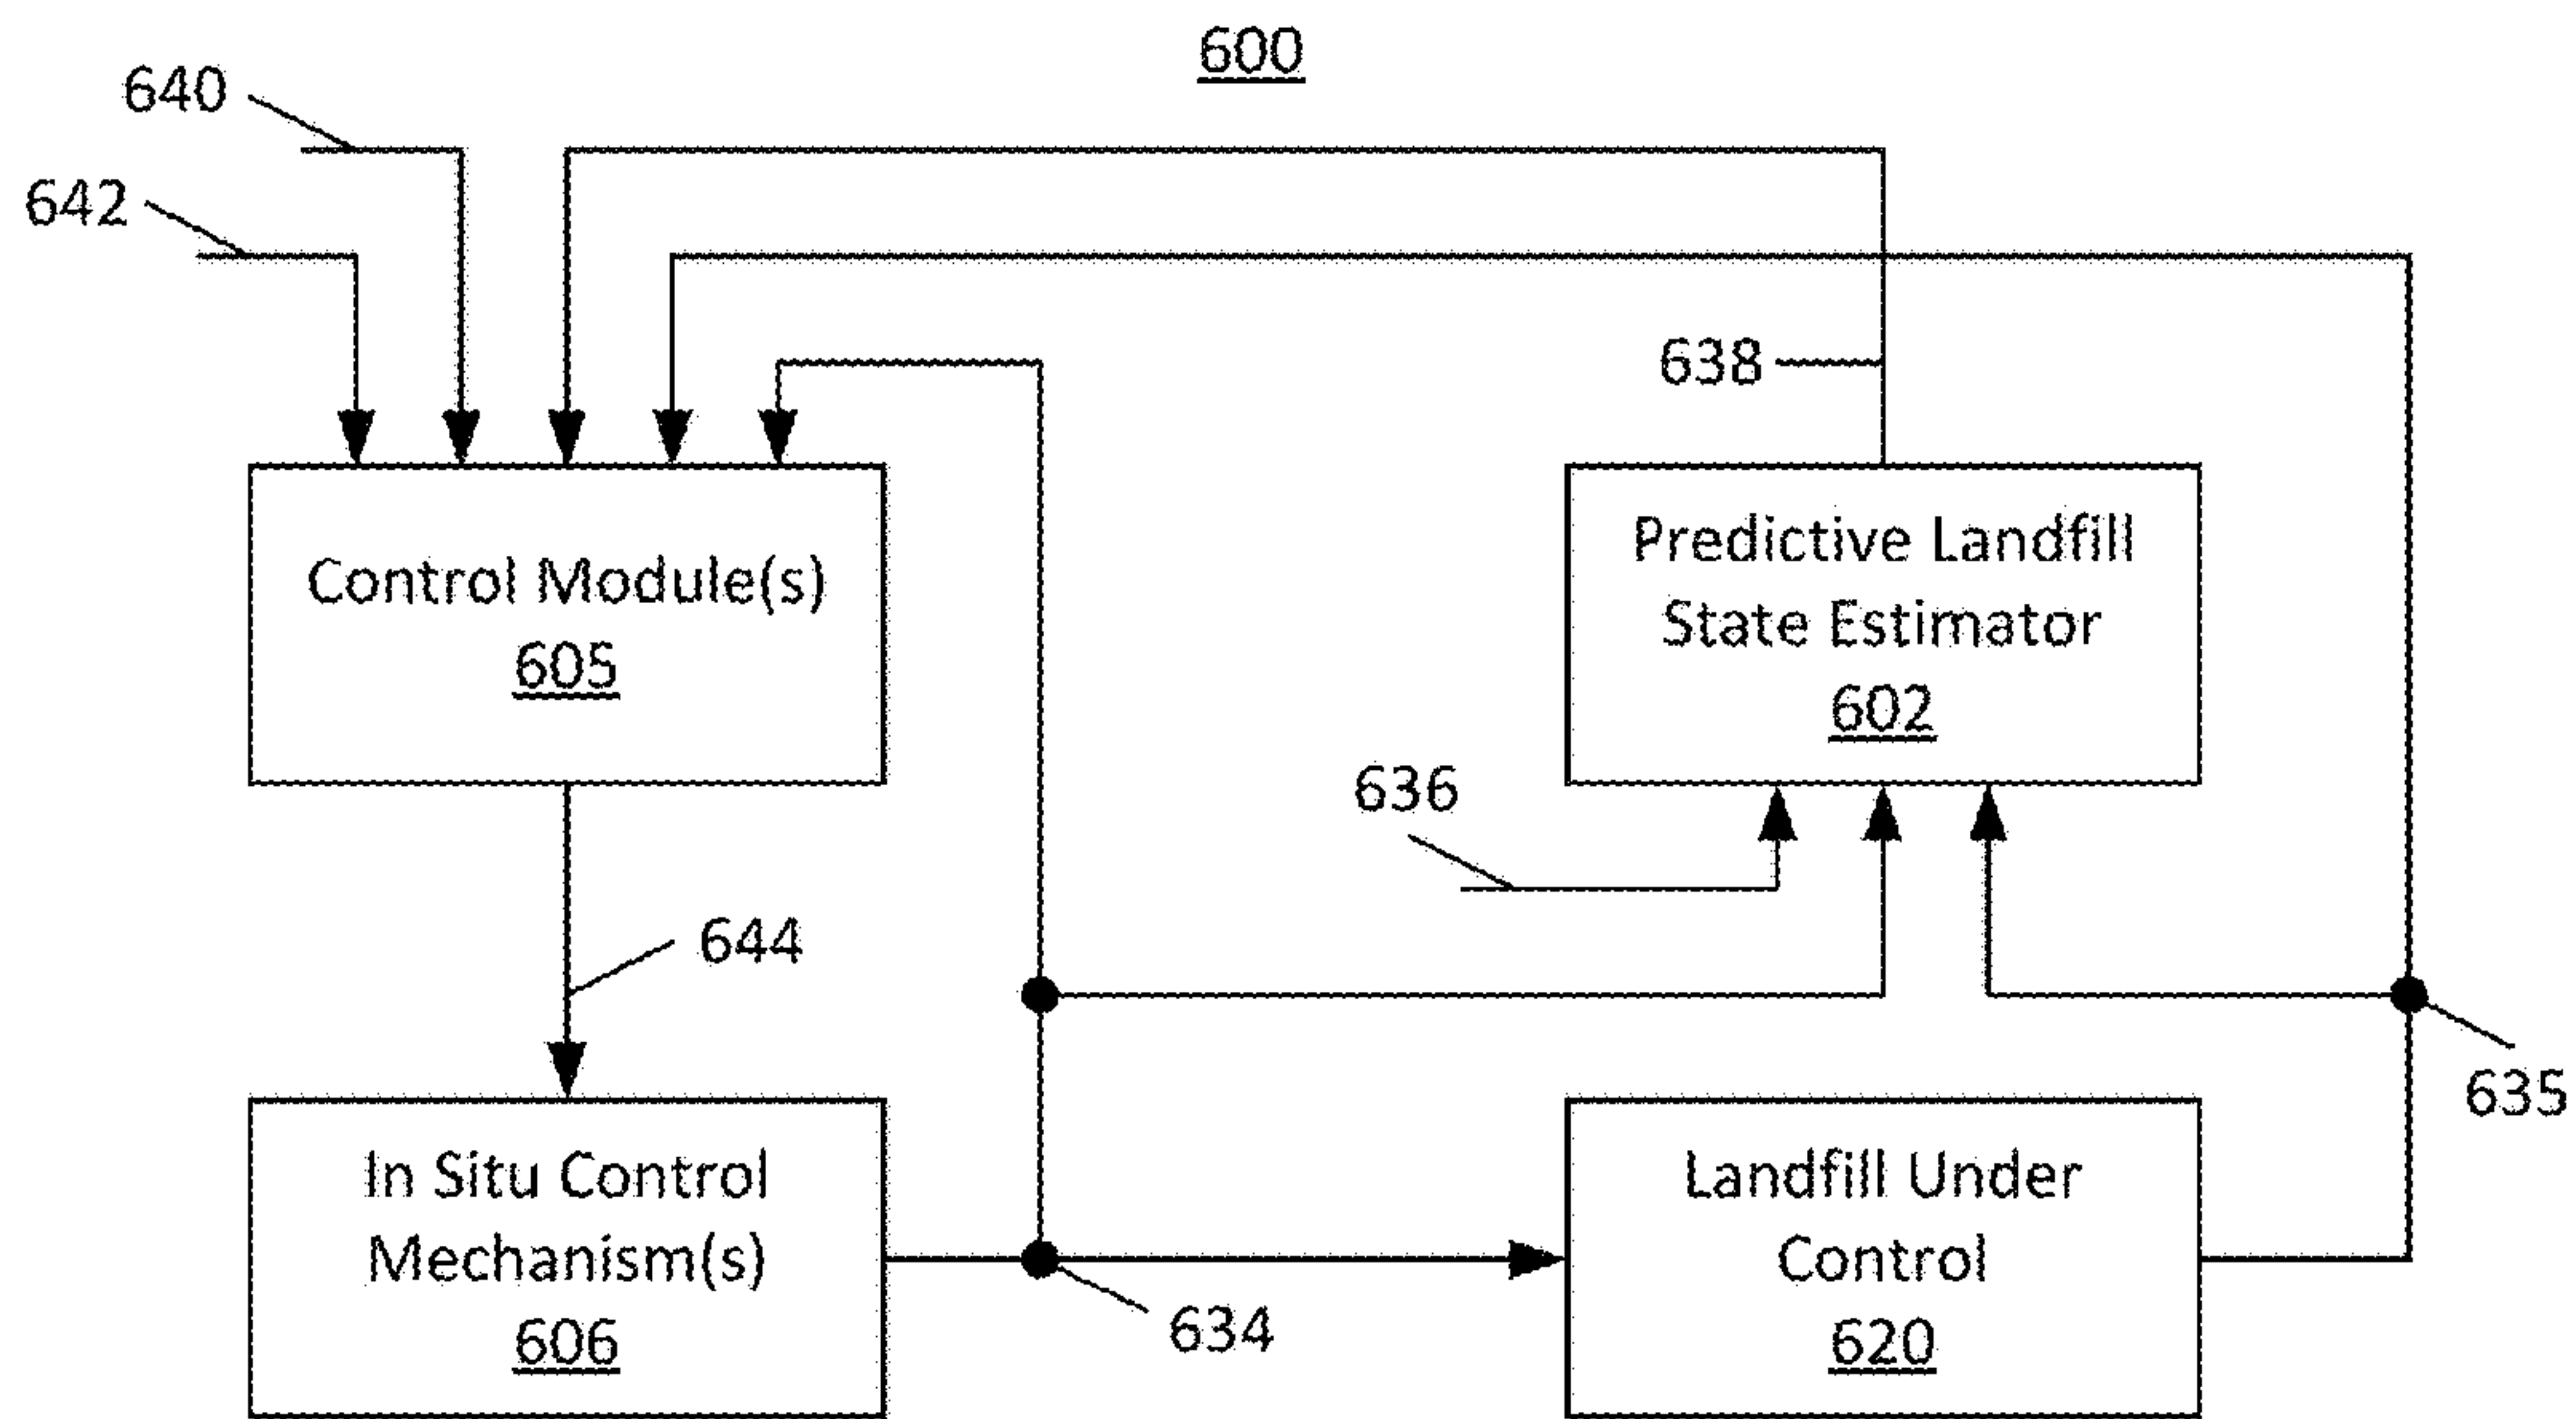 600
640
642
638
Control Module(s)
605
Predictive Landfill
State Estimator
602
636
644
635
In Situ Control
Mechanism(s)
606
634
Landfill Under
Control
620